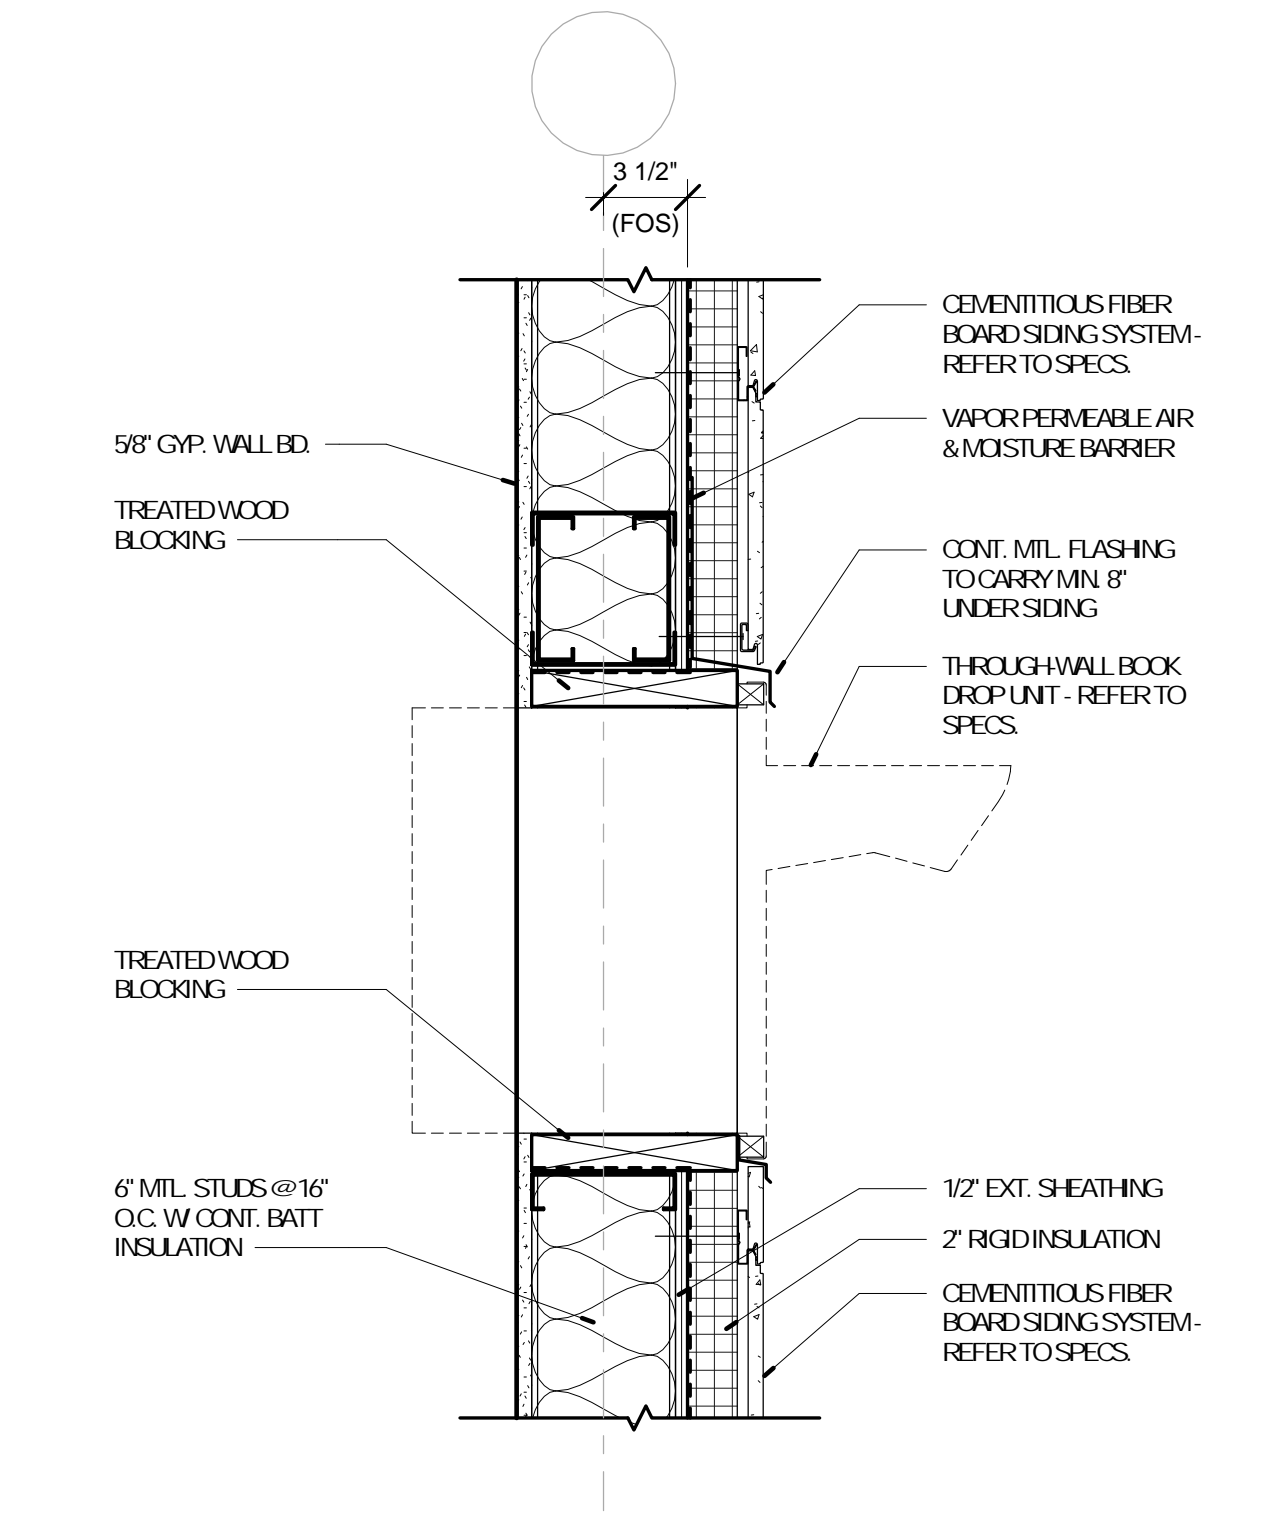 3 1/2"
(FOS)
CEMENTITIOUS FIBER
BOARD SIDING SYSTEM -
REFER TO SPECS.
VAPOR PERMEABLE AIR
& MOISTURE BARRIER
5/8" GYP. WALL BD.
TREATED WOOD
BLOCKING
CONT. MTL. FLASHING
TO CARRY MIN. 8"
UNDER SIDING
THROUGH-WALL BOOK
DROP UNIT - REFER TO
SPECS.
TREATED WOOD
BLOCKING
6" MTL. STUDS @ 16"
O.C. W/ CONT. BATT
INSULATION
1/2" EXT. SHEATHING
2" RIGID INSULATION
CEMENTITIOUS FIBER
BOARD SIDING SYSTEM -
REFER TO SPECS.